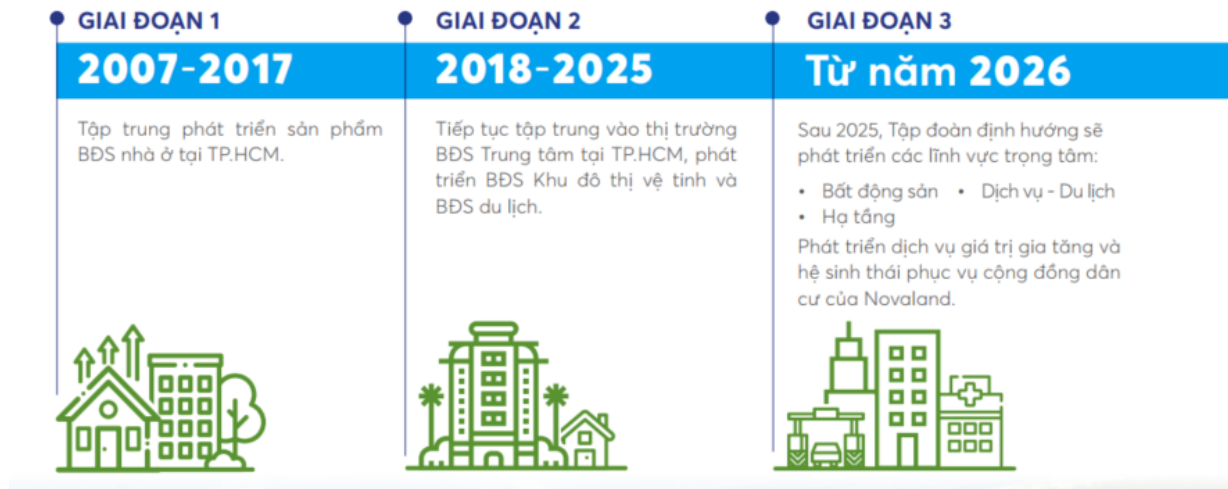 GIAI ĐOẠN 1
2007-2017
Tập trung phát triển sản phẩm
BĐS nhà ở tại TP.HCM.
GIAI ĐOẠN 2
2018-2025
Tiếp tục tập trung vào thị trường
BĐS Trung tâm tại TP.HCM, phát
triển BĐS Khu đô thị vệ tinh và
BĐS du lịch.
GIAI ĐOẠN 3
Từ năm 2026
Sau 2025, Tập đoàn định hướng sẽ
phát triển các lĩnh vực trọng tâm:
• Bất động sản • Dịch vụ - Du lịch
• Hạ tầng
Phát triển dịch vụ giá trị gia tăng và
hệ sinh thái phục vụ cộng đồng dân
cư của Novaland.